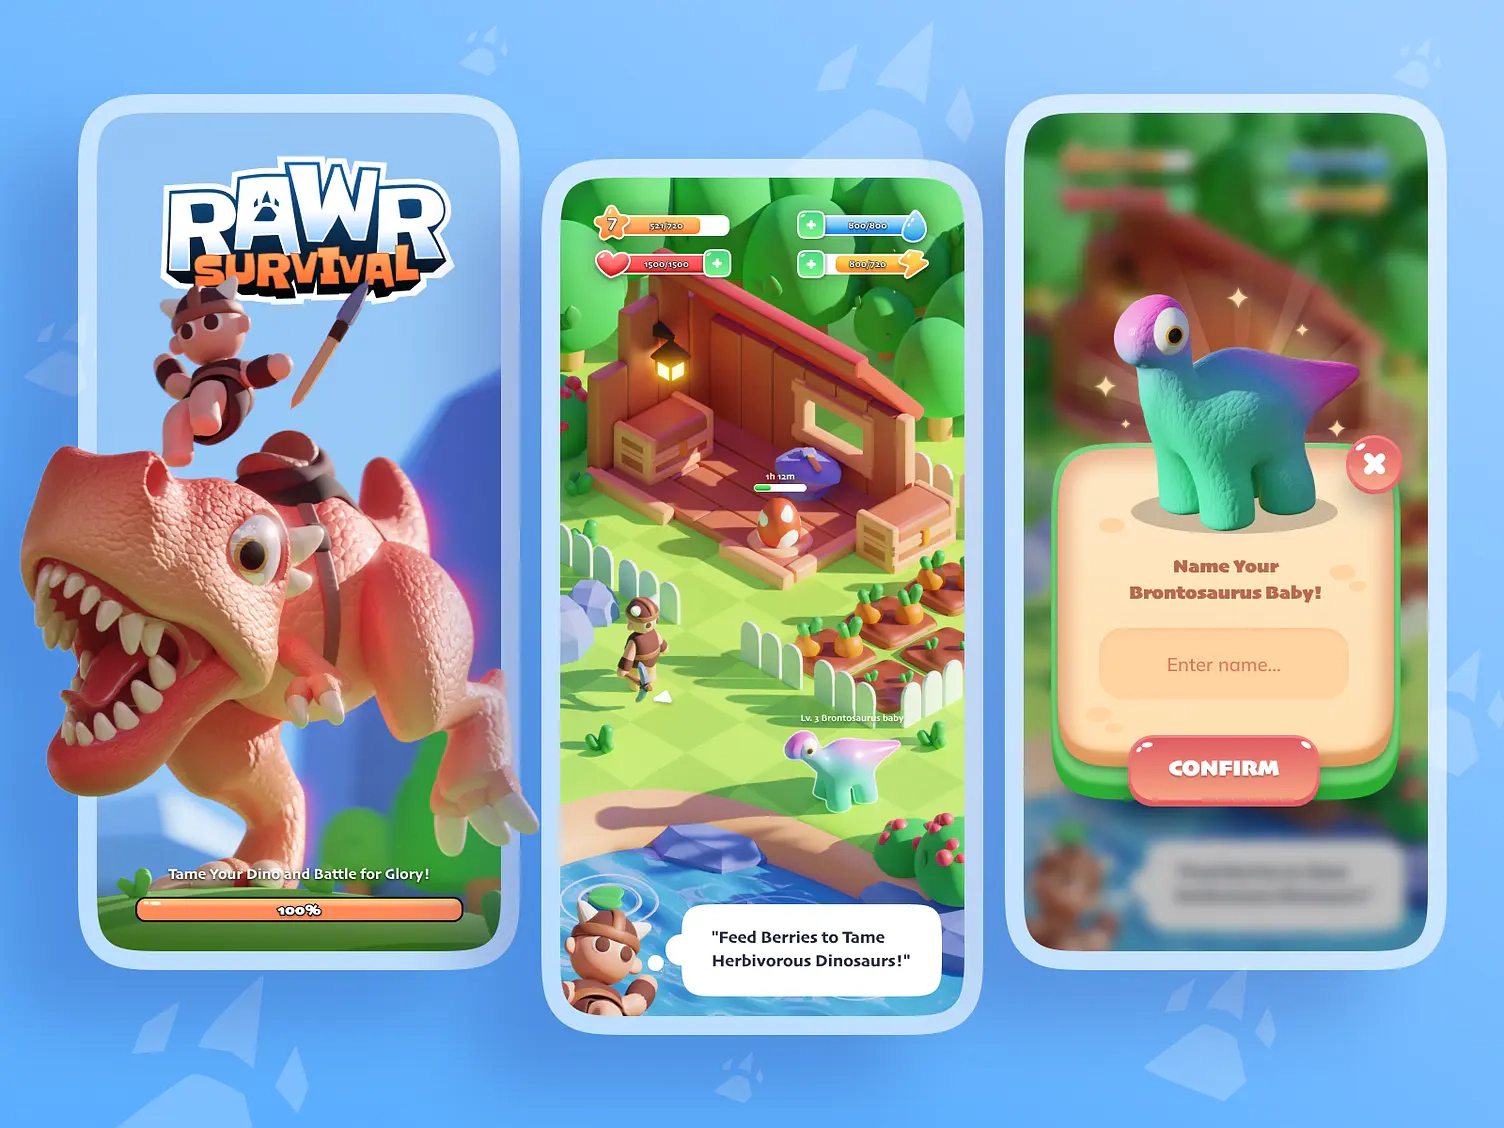 RAWR
SURVIVAL
Tame Your Dino and Battle for Glory!
100%
7
521/720
800/800
1500/1500
800/720
1h 12m
Lv. 3 Brontosaurus baby
"Feed Berries to Tame
Herbivorous Dinosaurs!"
Name Your
Brontosaurus Baby!
Enter name...
CONFIRM